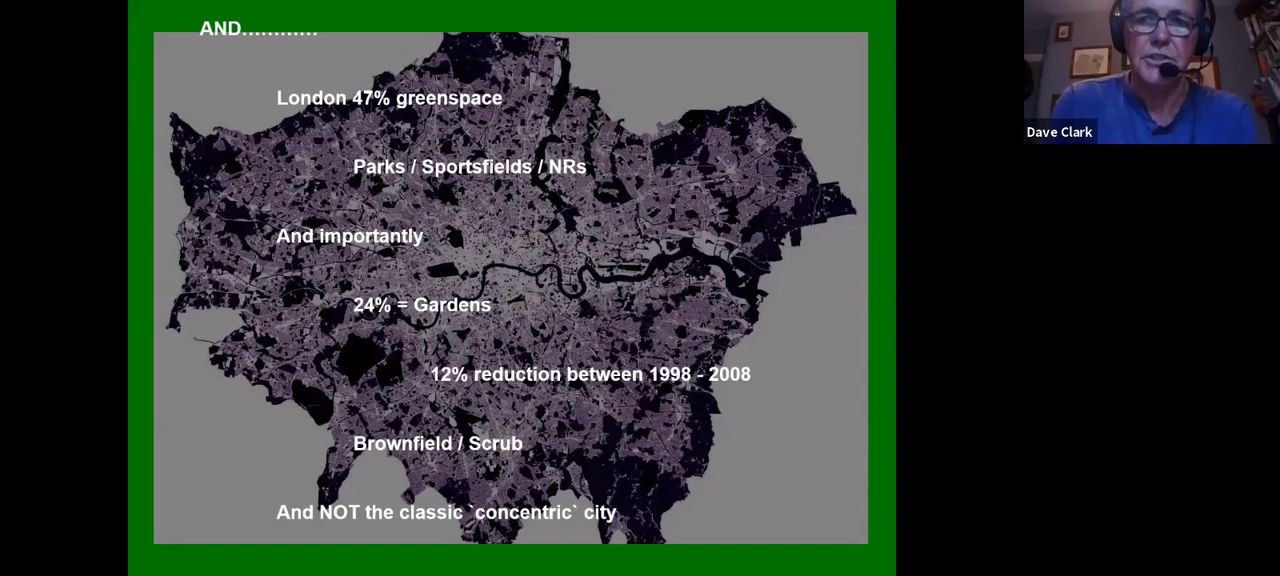 AND............
London 47% greenspace
Parks / Sportsfields / NRs
And importantly
24% = Gardens
12% reduction between 1998 - 2008
Brownfield / Scrub
And NOT the classic `concentric` city
Dave Clark